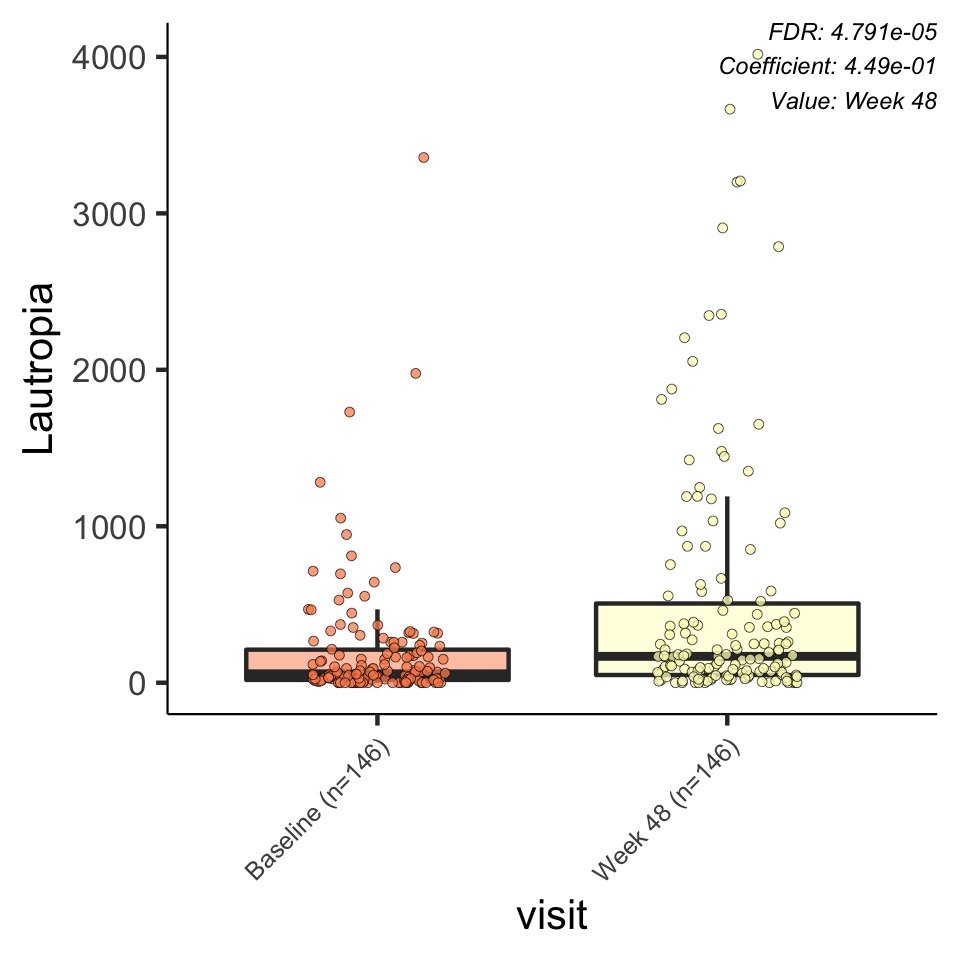 FDR: 4.791e-05
Coefficient: 4.49e-01
Value: Week 48
4000
3000
2000
1000
0
Lautropia
Baseline (n=146)
Week 48 (n=146)
visit